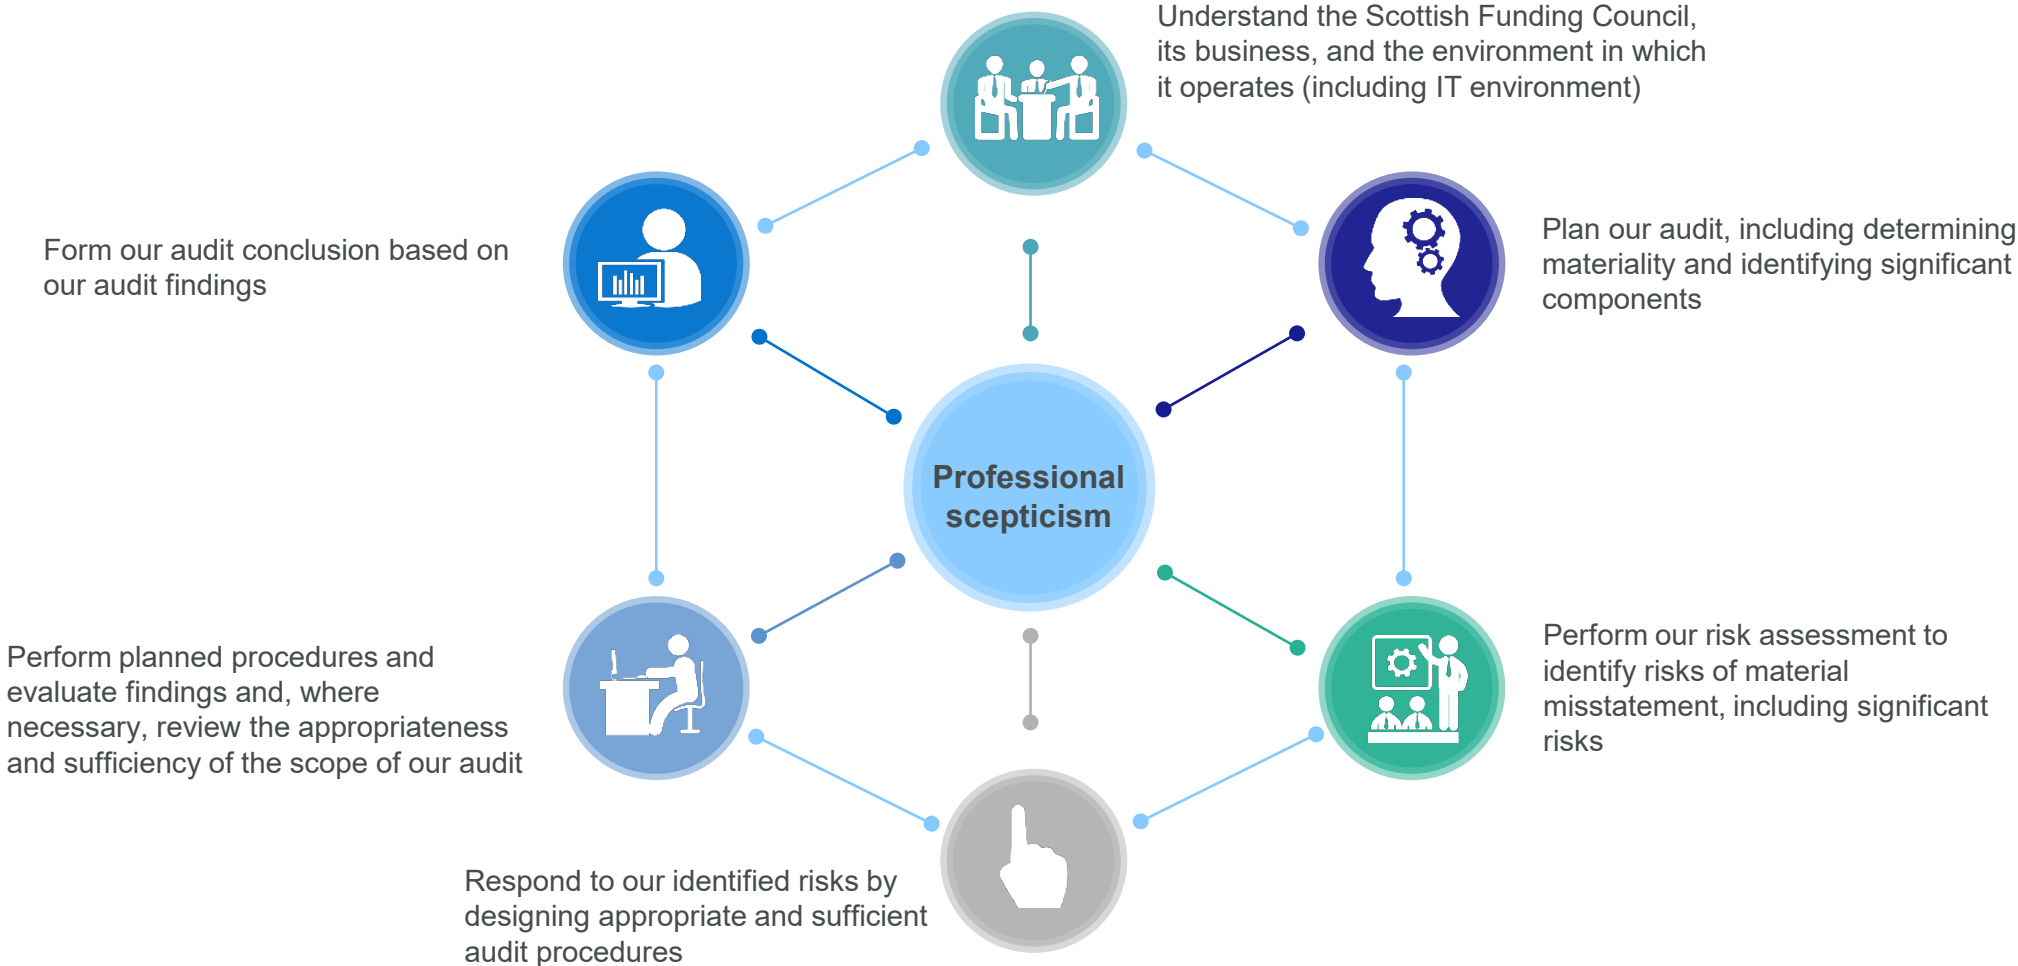 Understand the Scottish Funding Council,
its business, and the environment in which
it operates (including IT environment)
Plan our audit, including determining
materiality and identifying significant
components
Perform our risk assessment to
identify risks of material
misstatement, including significant
risks
Respond to our identified risks by
designing appropriate and sufficient
audit procedures
Perform planned procedures and
evaluate findings and, where
necessary, review the appropriateness
and sufficiency of the scope of our audit
Form our audit conclusion based on
our audit findings
Professional
scepticism